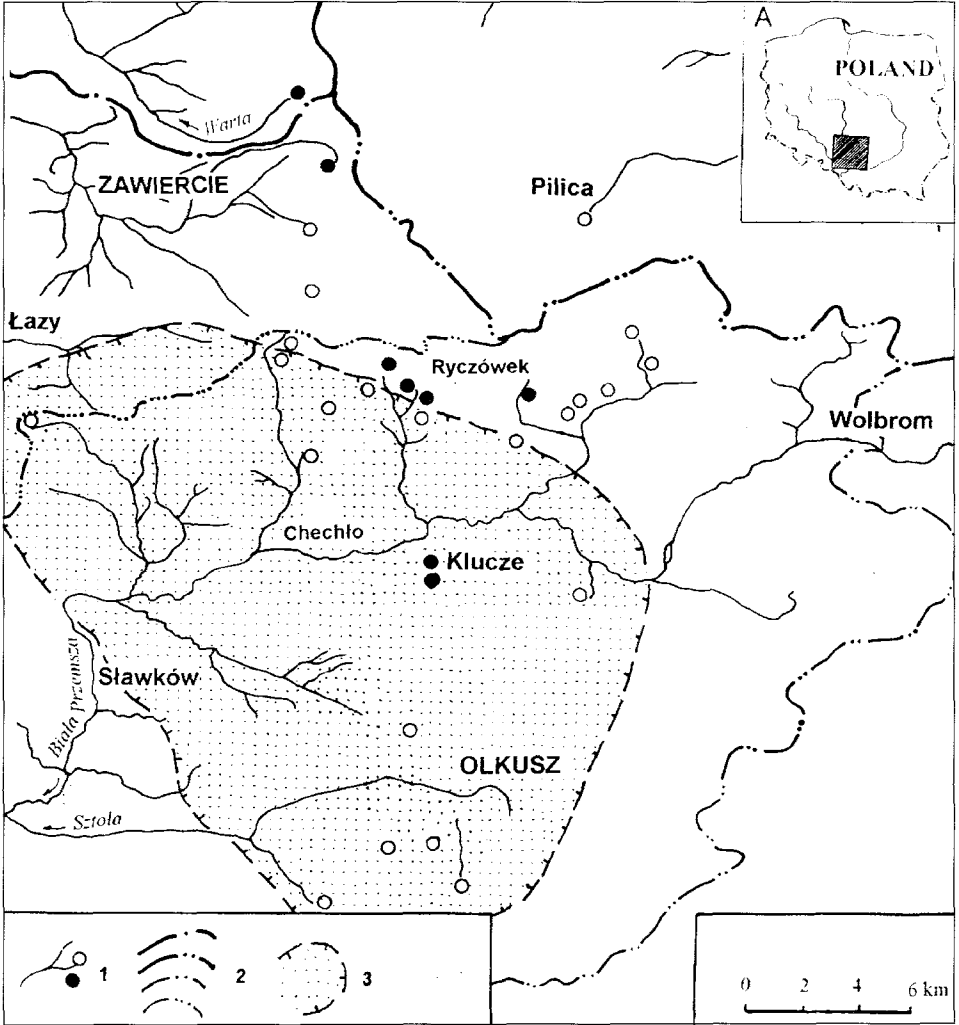 A
POLAND
Warta
ZAWIERCIE
Pilica
Łazy
Ryczówek
Wolbrom
Chechło
Klucze
Sławków
Biała Przemsza
OLKUSZ
Sztoła
1
2
3
0 2 4 6 km